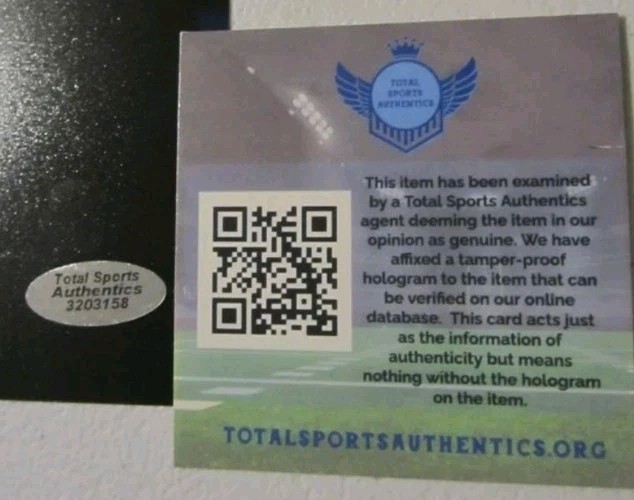 TOTAL
SPORTS
AUTHENTICS
This item has been examined
by a Total Sports Authentics
agent deeming the item in our
opinion as genuine. We have
affixed a tamper-proof
hologram to the item that can
be verified on our online
database. This card acts just
as the information of
authenticity but means
nothing without the hologram
on the item.
TOTALSPORTSAUTHENTICS.ORG
Total Sports
Authentics
3203158